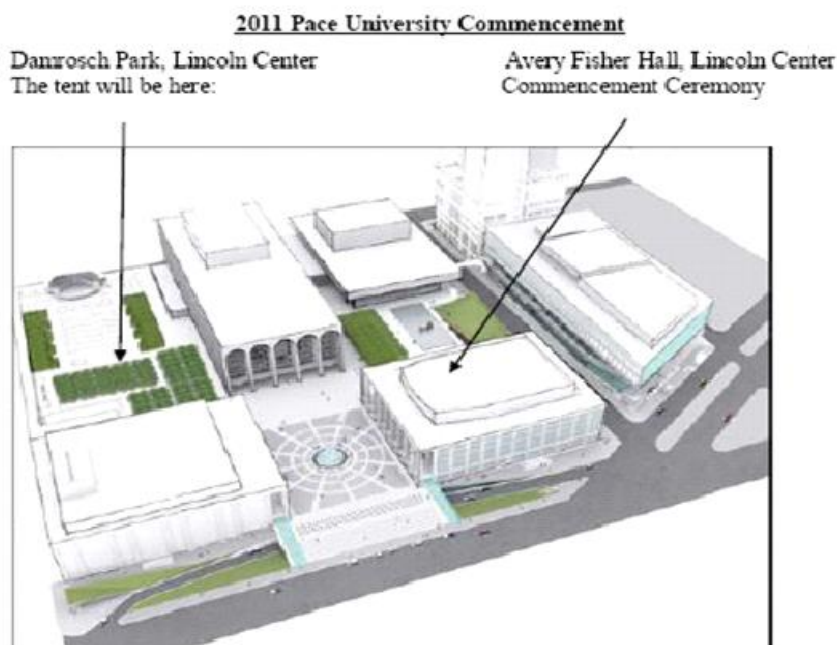 2011 Pace University Commencement
Damrosch Park, Lincoln Center
The tent will be here:
Avery Fisher Hall, Lincoln Center
Commencement Ceremony